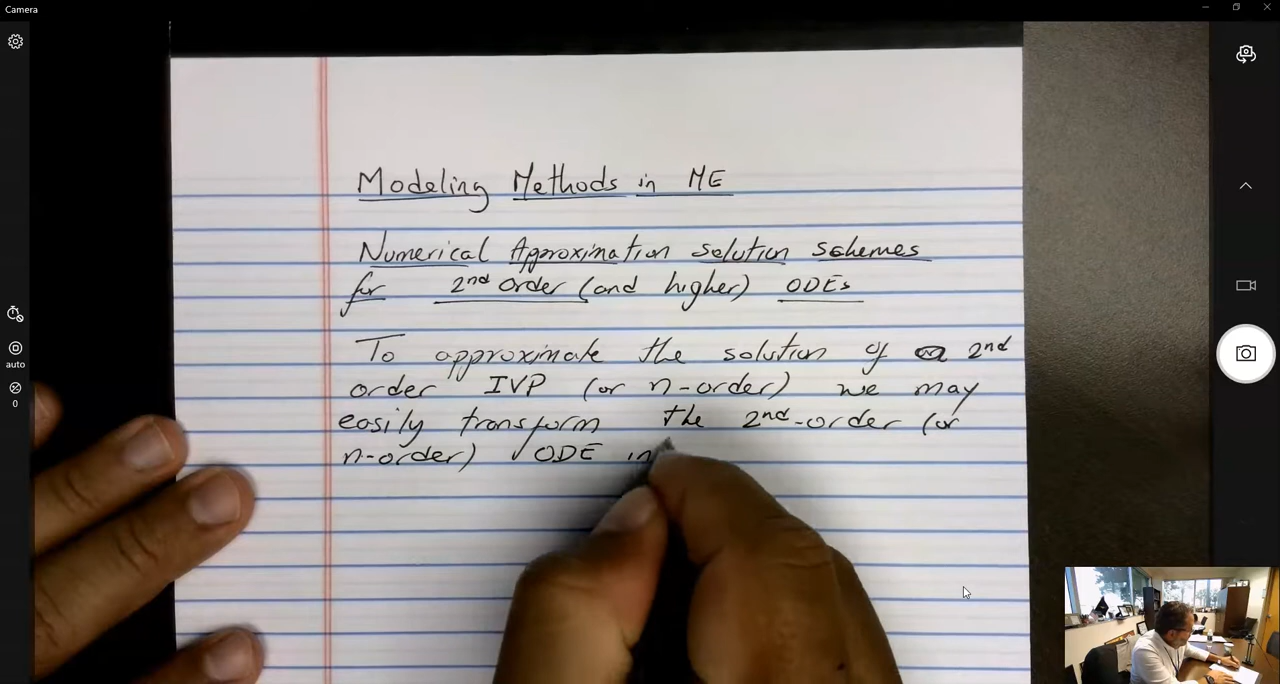 Camera
Modeling Methods in ME
Numerical Approximation solution schemes
for 2nd order (and higher) ODEs
To approximate the solution of a 2nd
order IVP (or n-order) we may
easily transform the 2nd-order (or
n-order) ODE in
auto
0